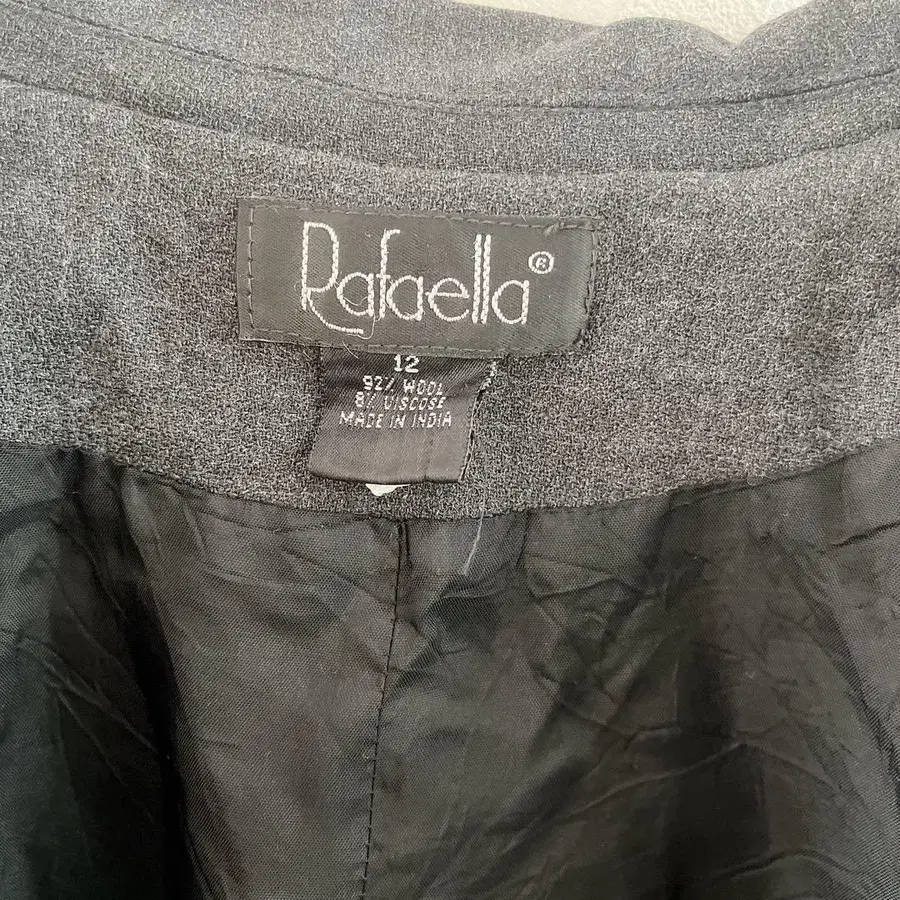 Rafaella®
12
92% WOOL
8% VISCOSE
MADE IN INDIA